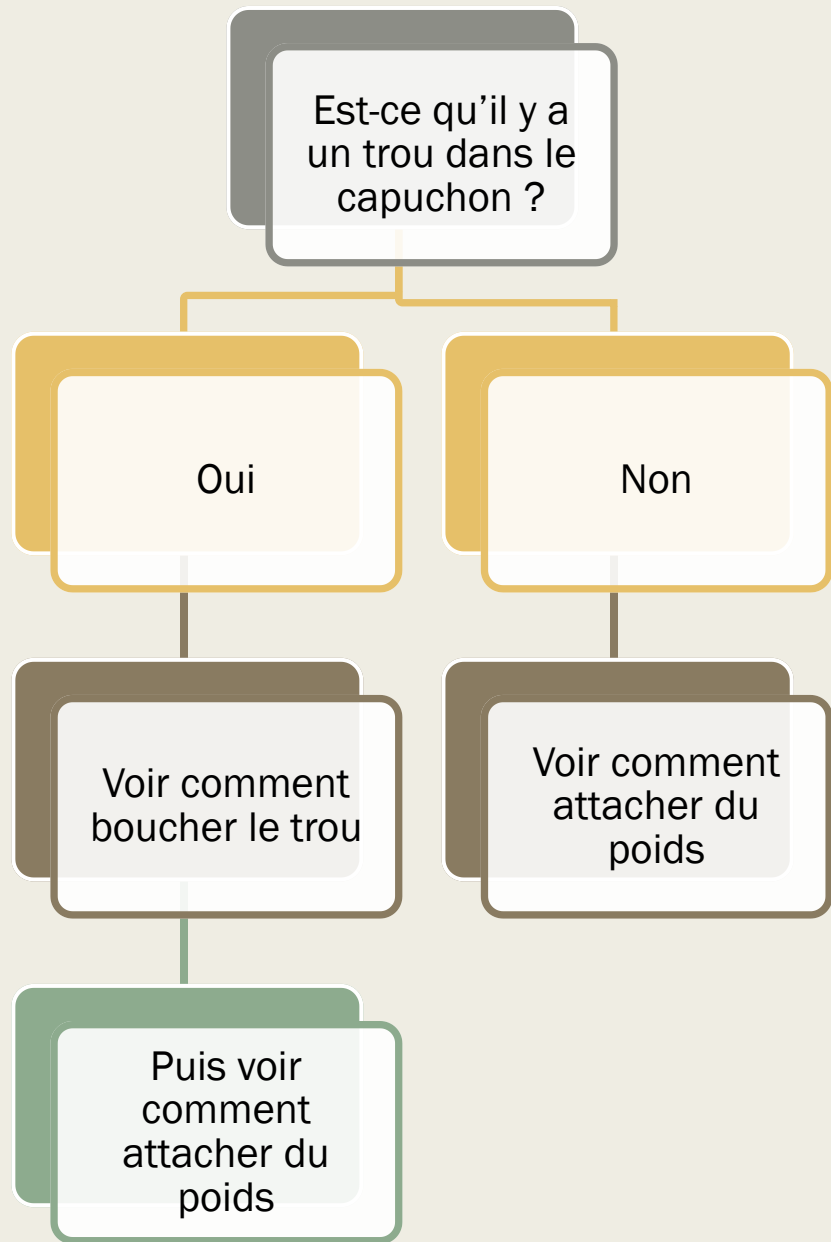 Est-ce qu’il y a
un trou dans le
capuchon ?
Oui
Non
Voir comment
boucher le trou
Voir comment
attacher du
poids
Puis voir
comment
attacher du
poids